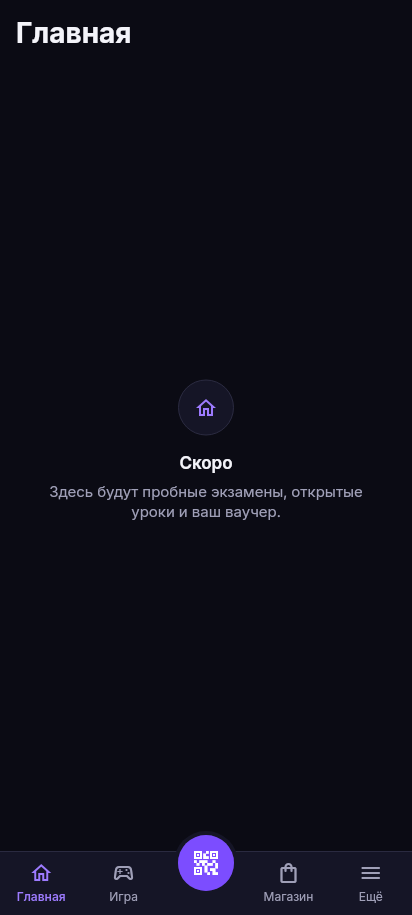 Главная
Скоро
Здесь будут пробные экзамены, открытые
уроки и ваш ваучер.
Главная
Игра
Магазин
Ещё